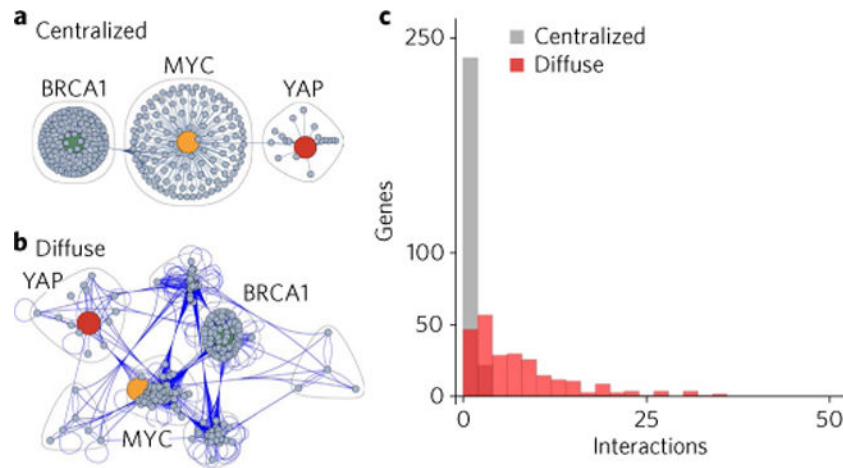 a Centralized
BRCA1
MYC
YAP
b Diffuse
YAP
BRCA1
MYC
c
Centralized
Diffuse
Genes
250
100
50
0
0
25
50
Interactions